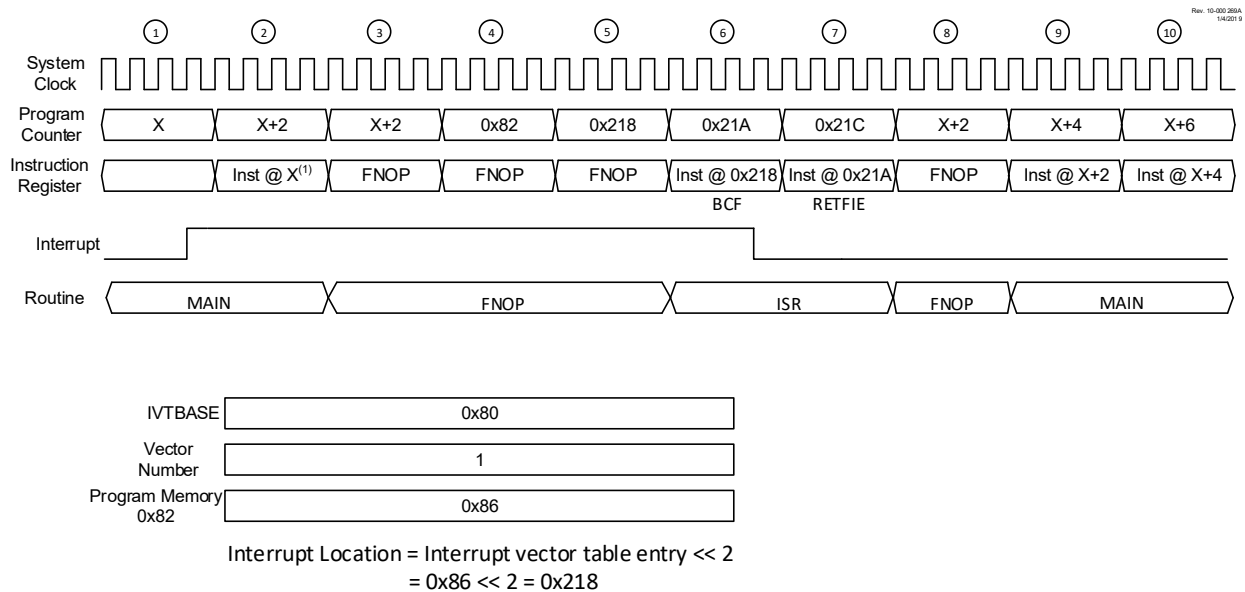 Rev. 10-000 269A
1/4/201 9
1 2 3 4 5 6 7 8 9 10
System
Clock
Program
Counter
X X+2 X+2 0x82 0x218 0x21A 0x21C X+2 X+4 X+6
Instruction
Register
Inst @ X(1) FNOP FNOP FNOP Inst @ 0x218 Inst @ 0x21A FNOP Inst @ X+2 Inst @ X+4
BCF RETFIE
Interrupt
Routine MAIN FNOP ISR FNOP MAIN
IVTBASE 0x80
Vector
Number
1
Program Memory
0x82
0x86
Interrupt Location = Interrupt vector table entry << 2
= 0x86 << 2 = 0x218